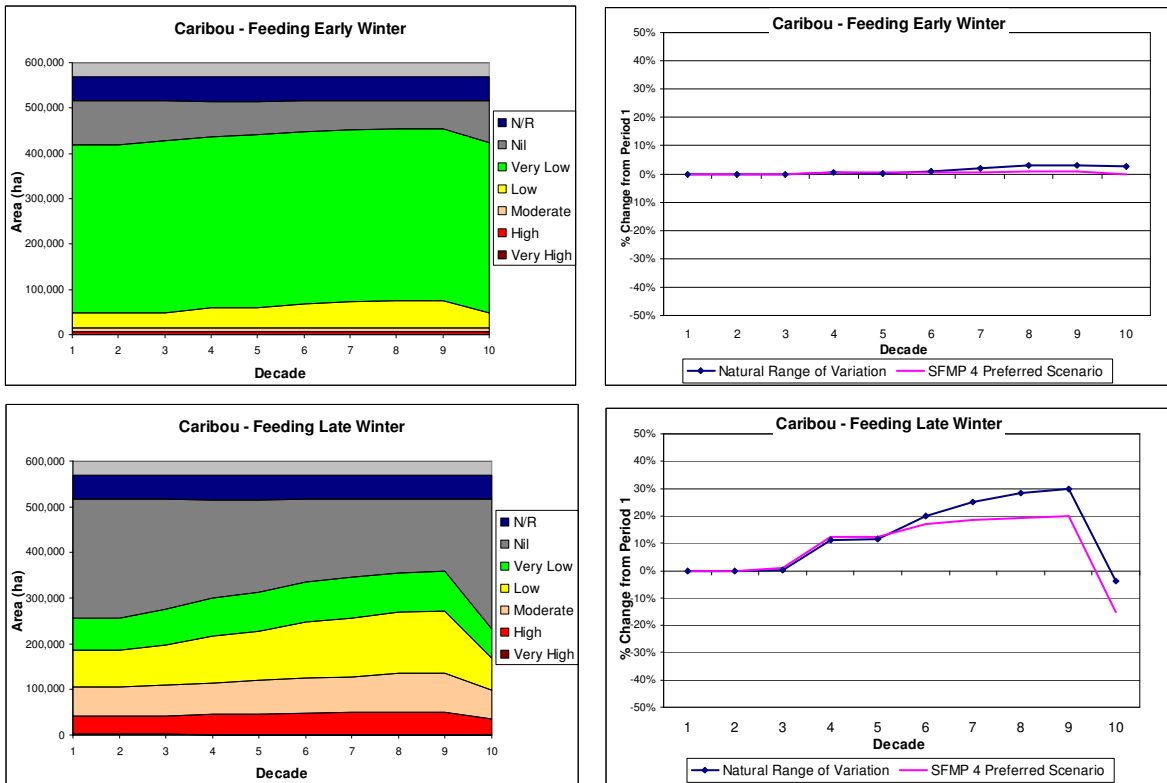 Caribou - Feeding Early Winter
600,000
500,000
400,000
300,000
200,000
100,000
0
Area (ha)
1 2 3 4 5 6 7 8 9 10
Decade
N/R
Nil
Very Low
Low
Moderate
High
Very High
Caribou - Feeding Early Winter
50%
40%
30%
20%
10%
0%
-10%
-20%
-30%
-40%
-50%
% Change from Period 1
1 2 3 4 5 6 7 8 9 10
Decade
Natural Range of Variation SFMP 4 Preferred Scenario
Caribou - Feeding Late Winter
600,000
500,000
400,000
300,000
200,000
100,000
0
Area (ha)
1 2 3 4 5 6 7 8 9 10
Decade
N/R
Nil
Very Low
Low
Moderate
High
Very High
Caribou - Feeding Late Winter
50%
40%
30%
20%
10%
0%
-10%
-20%
-30%
-40%
-50%
% Change from Period 1
1 2 3 4 5 6 7 8 9 10
Decade
Natural Range of Variation SFMP 4 Preferred Scenario